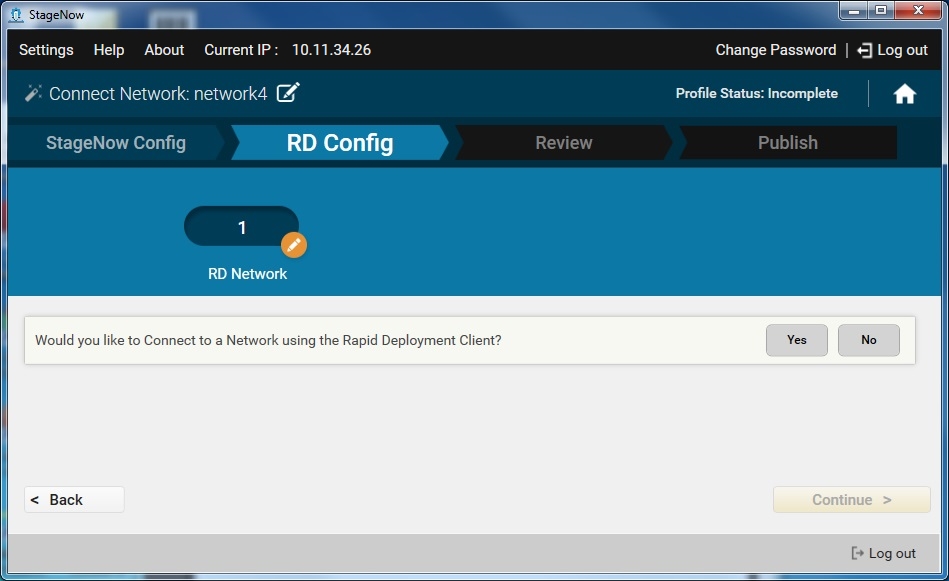 StageNow
Settings Help About Current IP : 10.11.34.26 Change Password | Log out
Connect Network: network4 Profile Status: Incomplete
StageNow Config RD Config Review Publish
1
RD Network
Would you like to Connect to a Network using the Rapid Deployment Client? Yes No
< Back Continue >
Log out